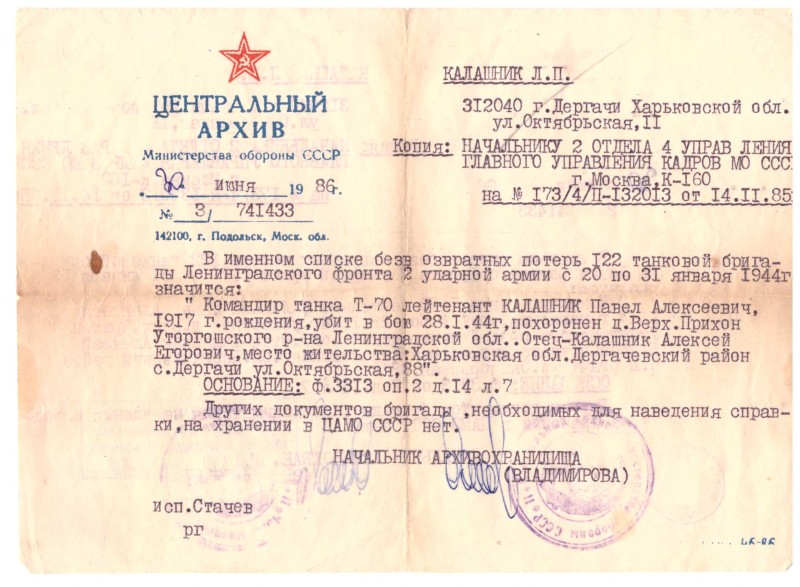 ЦЕНТРАЛЬНЫЙ
АРХИВ
Министерства обороны СССР
июня 1986г.
№ 3/ 741433
142100, г. Подольск, Моск. обл.
КАЛАШНИК Л.П.
312040 г.Дергачи Харьковской обл.
ул.Октябрьская,II
Копия: НАЧАЛЬНИКУ 2 ОТДЕЛА 4 УПРАВ ЛЕНИЯ
ГЛАВНОГО УПРАВЛЕНИЯ КАДРОВ МО СССР
г.Москва,К-160
на № 173/4/П-132013 от 14.II.85
В именном списке безв озвратных потерь 122 танковой брига-
ды Ленинградского фронта 2 ударной армии с 20 по 31 января 1944г
значится:
" Командир танка Т-70 лейтенант КАЛАШНИК Павел Алексеевич,
1917 г.рождения,убит в бою 28.I.44г,похоронен д.Верх.Прихон
Уторгошского р-на Ленинградской обл..Отец-Калашник Алексей
Егорович,место жительства:Харьковская обл.Дергачевский район
с.Дергачи ул.Октябрьская,88".
ОСНОВАНИЕ: ф.3313 оп.2 д.14 л.7
Других документов бригады ,необходимых для наведения справ-
ки,на хранении в ЦАМО СССР нет.
НАЧАЛЬНИК АРХИВОХРАНИЛИЩА
(ВЛАДИМИРОВА)
исп.Стачев
рг